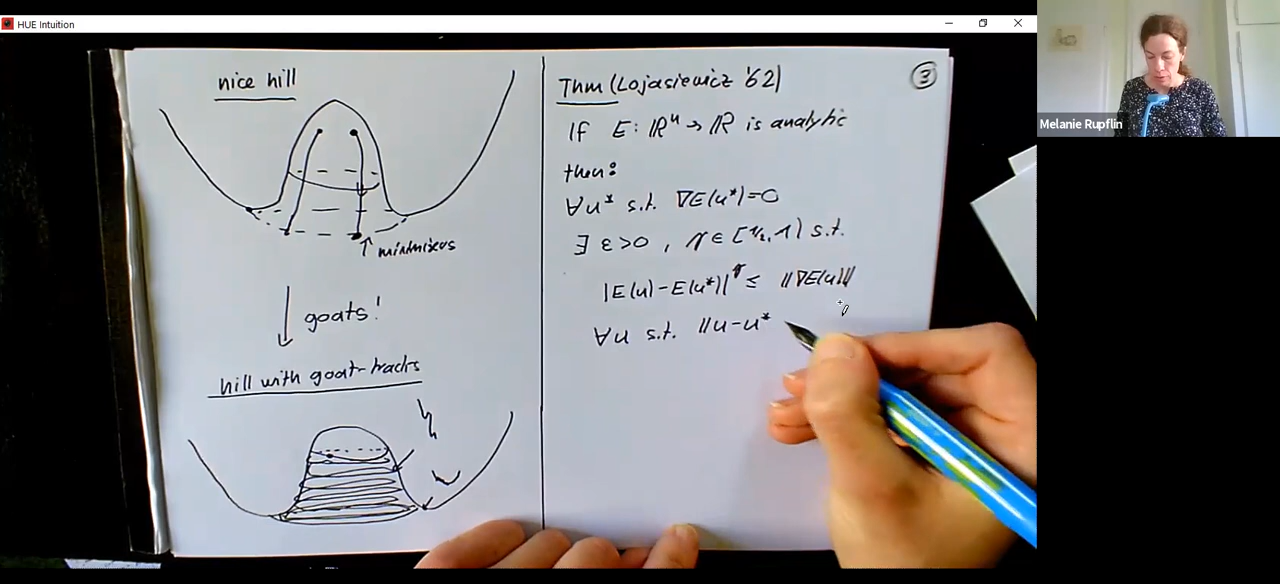 HUE Intuition
nice hill
↑ minimisers
↓ goats!
hill with goat-tracks
Thm (Lojasiewicz '62)
③
If E: ℝⁿ → ℝ is analytic
then:
∀u* s.t. ∇E(u*)=0
∃ ε>0, γ∈[1/2,1) s.t.
|E(u)-E(u*)|^γ ≤ ||∇E(u)||
∀u s.t. ||u-u*
Melanie Rupflin